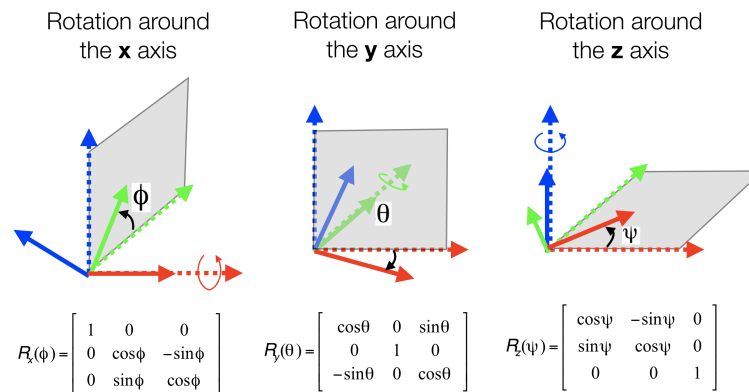 Rotation around
the x axis
Rotation around
the y axis
Rotation around
the z axis
ϕ
θ
ψ
Rx(ϕ) =
1 0 0
0 cosϕ −sinϕ
0 sinϕ cosϕ
Ry(θ) =
cosθ 0 sinθ
0 1 0
−sinθ 0 cosθ
Rz(ψ) =
cosψ −sinψ 0
sinψ cosψ 0
0 0 1